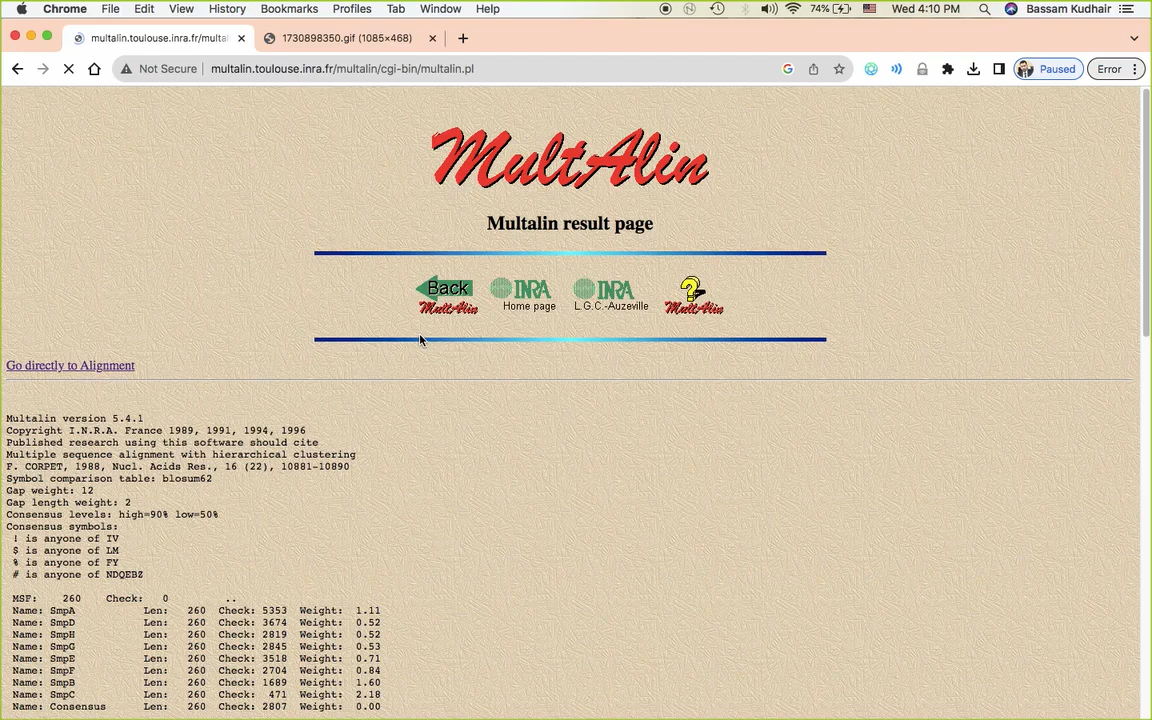 Chrome File Edit View History Bookmarks Profiles Tab Window Help 74% Wed 4:10 PM Bassam Kudhair
multalin.toulouse.inra.fr/multa 1730898350.gif (1085×468)
Not Secure multalin.toulouse.inra.fr/multalin/cgi-bin/multalin.pl Paused Error
MultAlin
Multalin result page
Back MultAlin INRA Home page INRA L.G.C.-Auzeville ? MultAlin
Go directly to Alignment
Multalin version 5.4.1
Copyright I.N.R.A. France 1989, 1991, 1994, 1996
Published research using this software should cite
Multiple sequence alignment with hierarchical clustering
F. CORPET, 1988, Nucl. Acids Res., 16 (22), 10881-10890
Symbol comparison table: blosum62
Gap weight: 12
Gap length weight: 2
Consensus levels: high=90% low=50%
Consensus symbols:
! is anyone of IV
$ is anyone of LM
% is anyone of FY
# is anyone of NDQEBZ
MSF: 260 Check: 0 ..
Name: SmpA Len: 260 Check: 5353 Weight: 1.11
Name: SmpD Len: 260 Check: 3674 Weight: 0.52
Name: SmpH Len: 260 Check: 2819 Weight: 0.52
Name: SmpG Len: 260 Check: 2845 Weight: 0.53
Name: SmpE Len: 260 Check: 3518 Weight: 0.71
Name: SmpF Len: 260 Check: 2704 Weight: 0.84
Name: SmpB Len: 260 Check: 1689 Weight: 1.60
Name: SmpC Len: 260 Check: 471 Weight: 2.18
Name: Consensus Len: 260 Check: 2807 Weight: 0.00